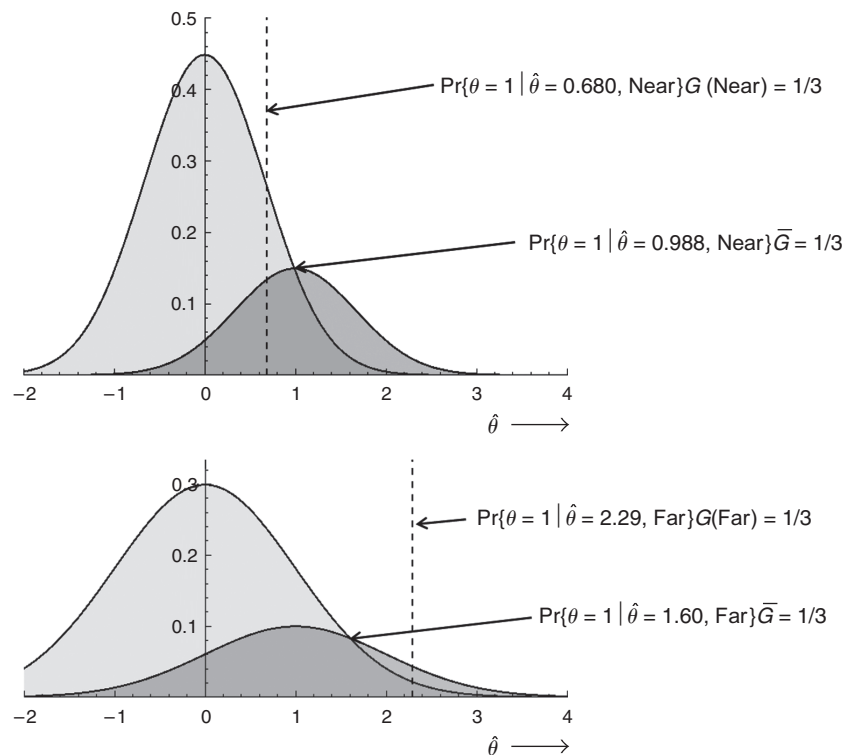 0.5
Pr{θ = 1 | θ̂ = 0.680, Near}G (Near) = 1/3
0.4
0.3
0.2
Pr{θ = 1 | θ̂ = 0.988, Near}G̅ = 1/3
0.1
−2 −1 0 1 2 3 4
θ̂ ⟶
0.3
Pr{θ = 1 | θ̂ = 2.29, Far}G(Far) = 1/3
0.2
Pr{θ = 1 | θ̂ = 1.60, Far}G̅ = 1/3
0.1
−2 −1 0 1 2 3 4
θ̂ ⟶